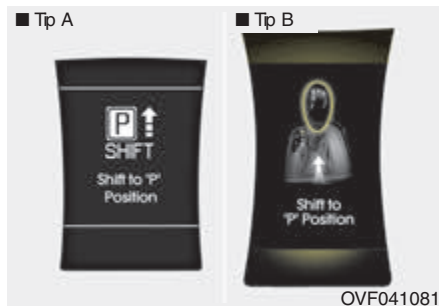 ■ Tip A
■ Tip B
P
SHIFT
Shift to "P"
Position
Shift to
"P" Position
OVF041081